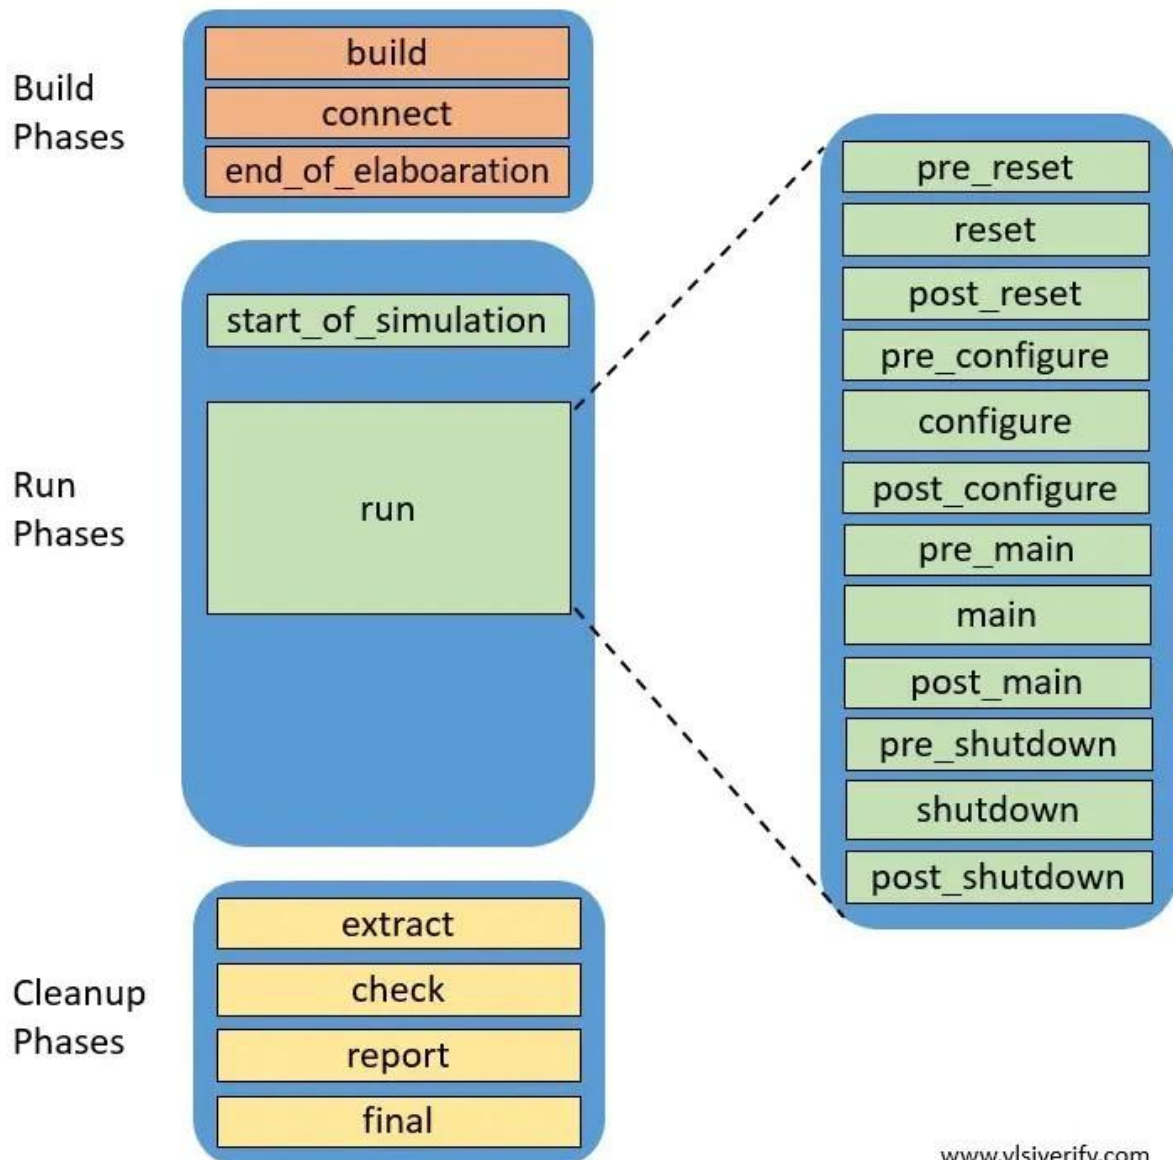 Build
Phases
build
connect
end_of_elaboaration
Run
Phases
start_of_simulation
run
pre_reset
reset
post_reset
pre_configure
configure
post_configure
pre_main
main
post_main
pre_shutdown
shutdown
post_shutdown
Cleanup
Phases
extract
check
report
final
www.vlsiverify.com